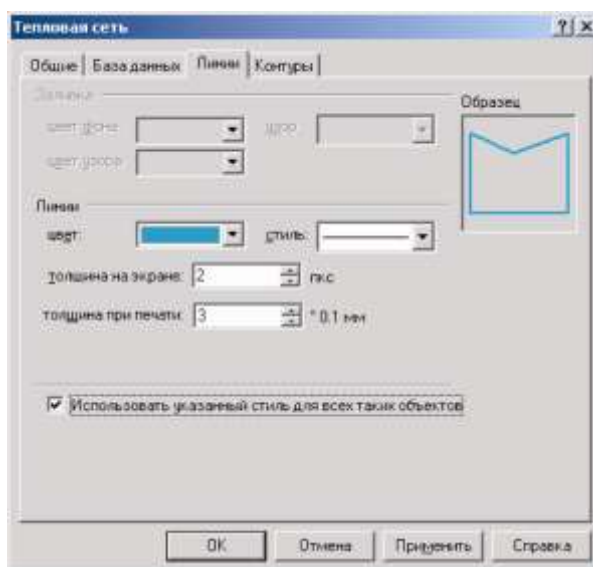 Тепловая сеть
Общие База данных Линии Контуры
Заливка
цвет фона узор
цвет узора
Образец
Линии
цвет: стиль:
толщина на экране: 2 пкс
толщина при печати: 3 * 0.1 мм
Использовать указанный стиль для всех таких объектов
ОК Отмена Применить Справка